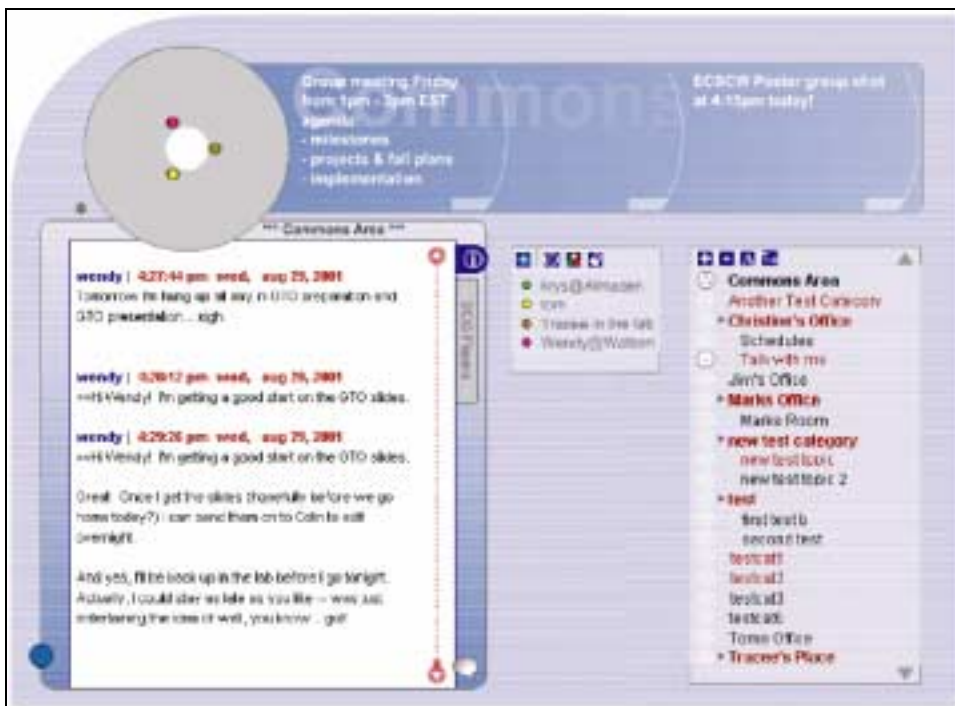 Commons
Group meeting Friday
from 1pm - 3pm EST
agenda
- milestones
- projects & fall plans
- implementation
ECSCW Poster group shot
at 4:15pm today!
*** Commons Area ***
wendy | 4:27:44 pm wed, aug 29, 2001
Tomorrow I'm hung up all day in GTO preparation and
GTO presentation... sigh.
wendy | 4:28:12 pm wed, aug 29, 2001
>>Hi Wendy! I'm getting a good start on the GTO slides.
wendy | 4:29:26 pm wed, aug 29, 2001
>>Hi Wendy! I'm getting a good start on the GTO slides.
Great! Once I get the slides (hopefully before we go
home today?) i can send them on to Colin to edit
overnight.
And yes, I'll be back up in the lab before I go tonight.
Actually, I could stay as late as you like -- was just
entertaining the idea of well, you know... golf
krys@Almaden
tom
Tracee in the lab
Wendy@Watson
Commons Area
Another Test Category
Christine's Office
Schedules
Talk with me
Jim's Office
Marks Office
Marks Room
new test category
new test topic
new test topic 2
test
first test b
second test
testcat1
testcat2
testcat3
testcat6
Toms Office
Tracee's Place